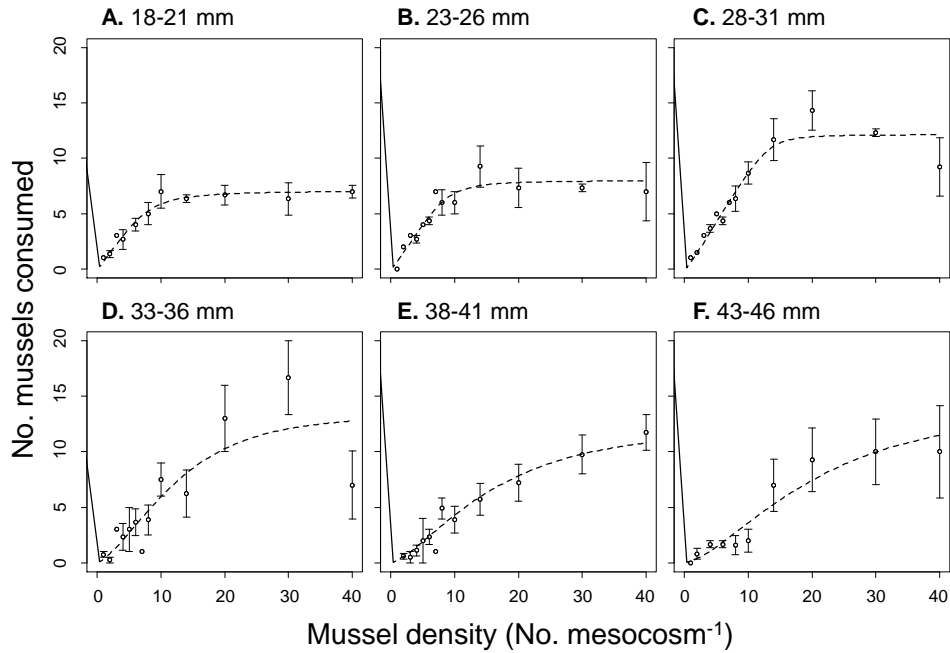 A. 18-21 mm
B. 23-26 mm
C. 28-31 mm
20
15
10
5
0
D. 33-36 mm
E. 38-41 mm
F. 43-46 mm
20
15
10
5
0
0 10 20 30 40
0 10 20 30 40
0 10 20 30 40
No. mussels consumed
Mussel density (No. mesocosm⁻¹)